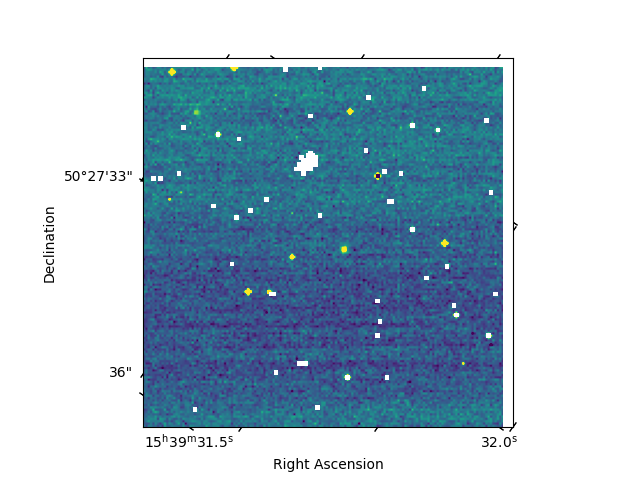 50°27'33"
Declination
36"
15ʰ39ᵐ31.5ˢ
32.0ˢ
Right Ascension